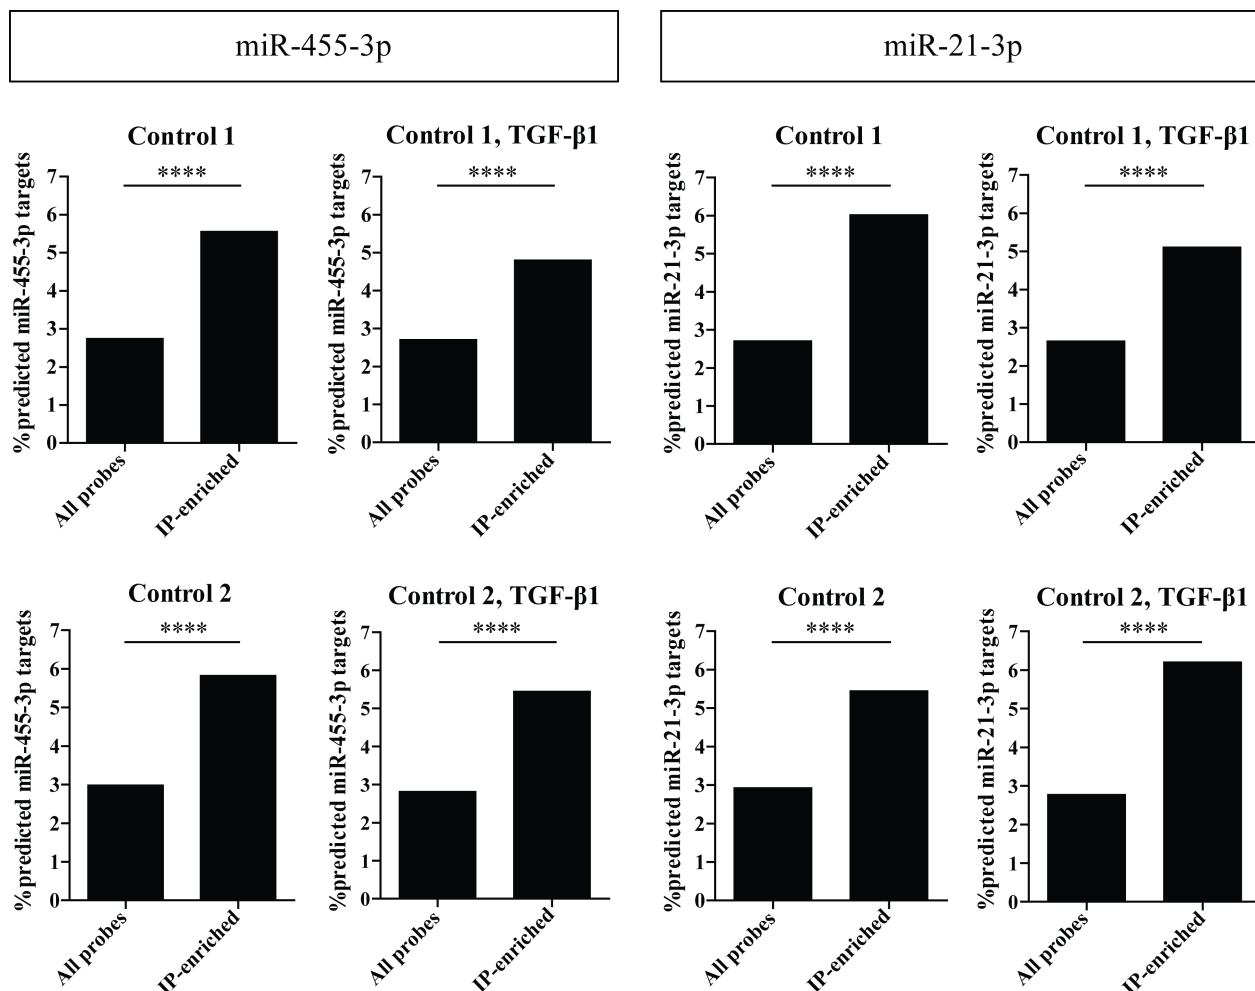 miR-455-3p
miR-21-3p
Control 1
****
%predicted miR-455-3p targets
7
6
5
4
3
2
1
0
All probes
IP-enriched
Control 1, TGF-β1
****
%predicted miR-455-3p targets
7
6
5
4
3
2
1
0
All probes
IP-enriched
Control 1
****
%predicted miR-21-3p targets
7
6
5
4
3
2
1
0
All probes
IP-enriched
Control 1, TGF-β1
****
%predicted miR-21-3p targets
7
6
5
4
3
2
1
0
All probes
IP-enriched
Control 2
****
%predicted miR-455-3p targets
7
6
5
4
3
2
1
0
All probes
IP-enriched
Control 2, TGF-β1
****
%predicted miR-455-3p targets
7
6
5
4
3
2
1
0
All probes
IP-enriched
Control 2
****
%predicted miR-21-3p targets
7
6
5
4
3
2
1
0
All probes
IP-enriched
Control 2, TGF-β1
****
%predicted miR-21-3p targets
7
6
5
4
3
2
1
0
All probes
IP-enriched